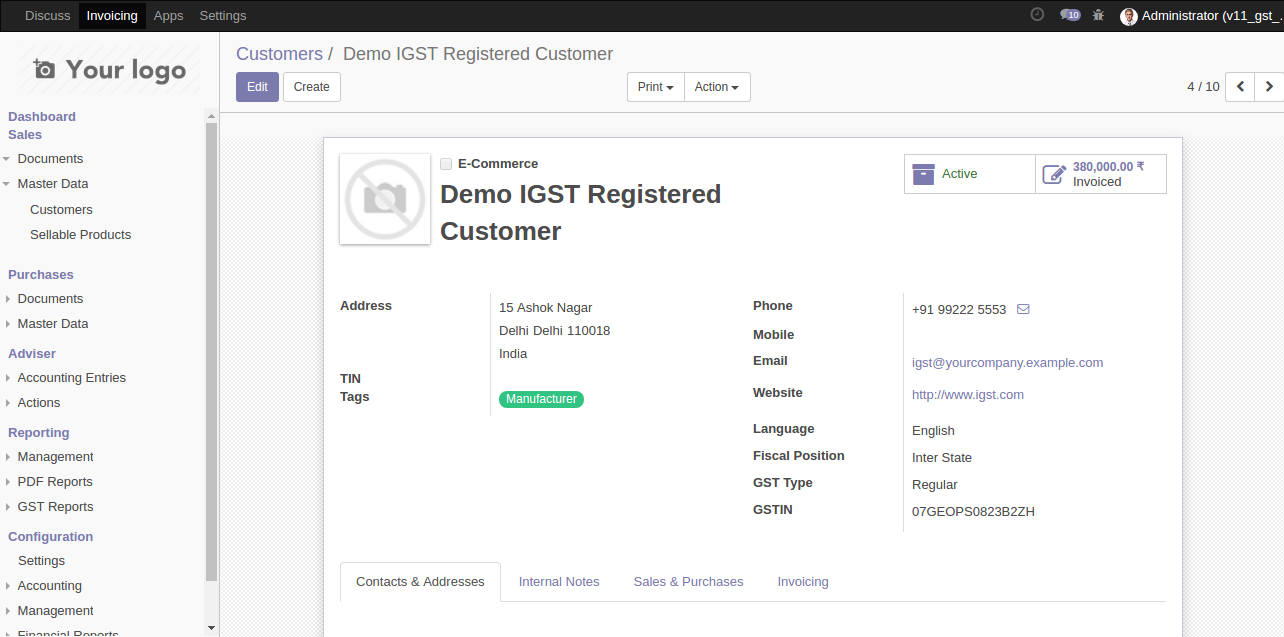 Discuss Invoicing Apps Settings 10 Administrator (v11_gst_.
Your logo
Customers / Demo IGST Registered Customer
Edit Create Print Action 4 / 10
Dashboard
Sales
Documents
Master Data
Customers
Sellable Products
Purchases
Documents
Master Data
Adviser
Accounting Entries
Actions
Reporting
Management
PDF Reports
GST Reports
Configuration
Settings
Accounting
Management
Financial Reports
E-Commerce
Demo IGST Registered
Customer
Active
380,000.00 ₹
Invoiced
Address
15 Ashok Nagar
Delhi Delhi 110018
India
TIN
Tags Manufacturer
Phone +91 99222 5553
Mobile
Email igst@yourcompany.example.com
Website http://www.igst.com
Language English
Fiscal Position Inter State
GST Type Regular
GSTIN 07GEOPS0823B2ZH
Contacts & Addresses Internal Notes Sales & Purchases Invoicing